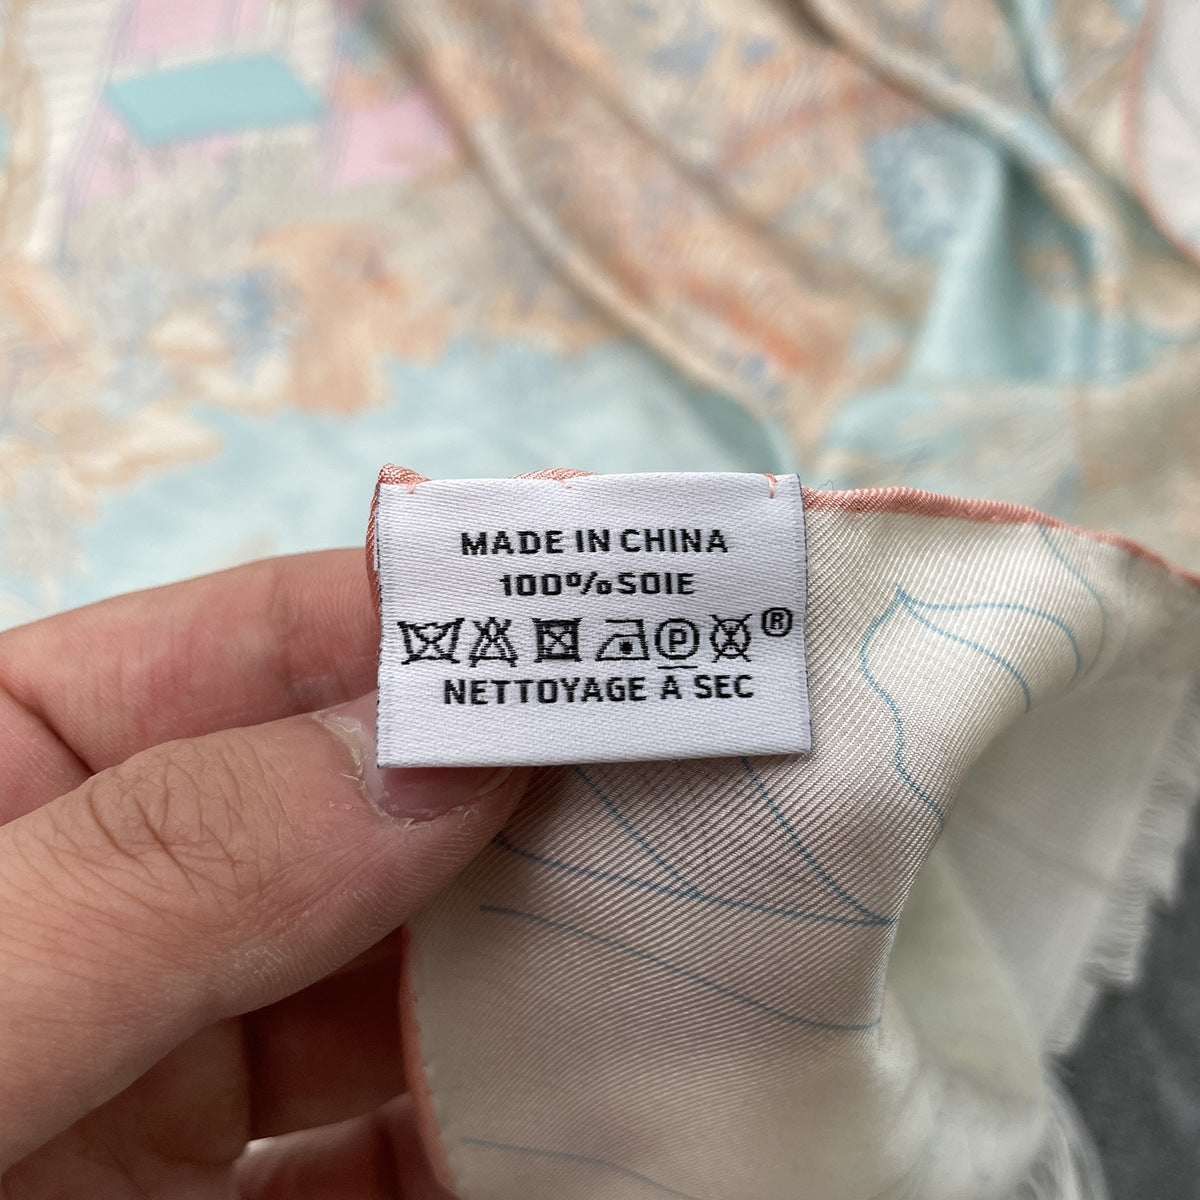 MADE IN CHINA
100% SOIE
P ®
NETTOYAGE A SEC